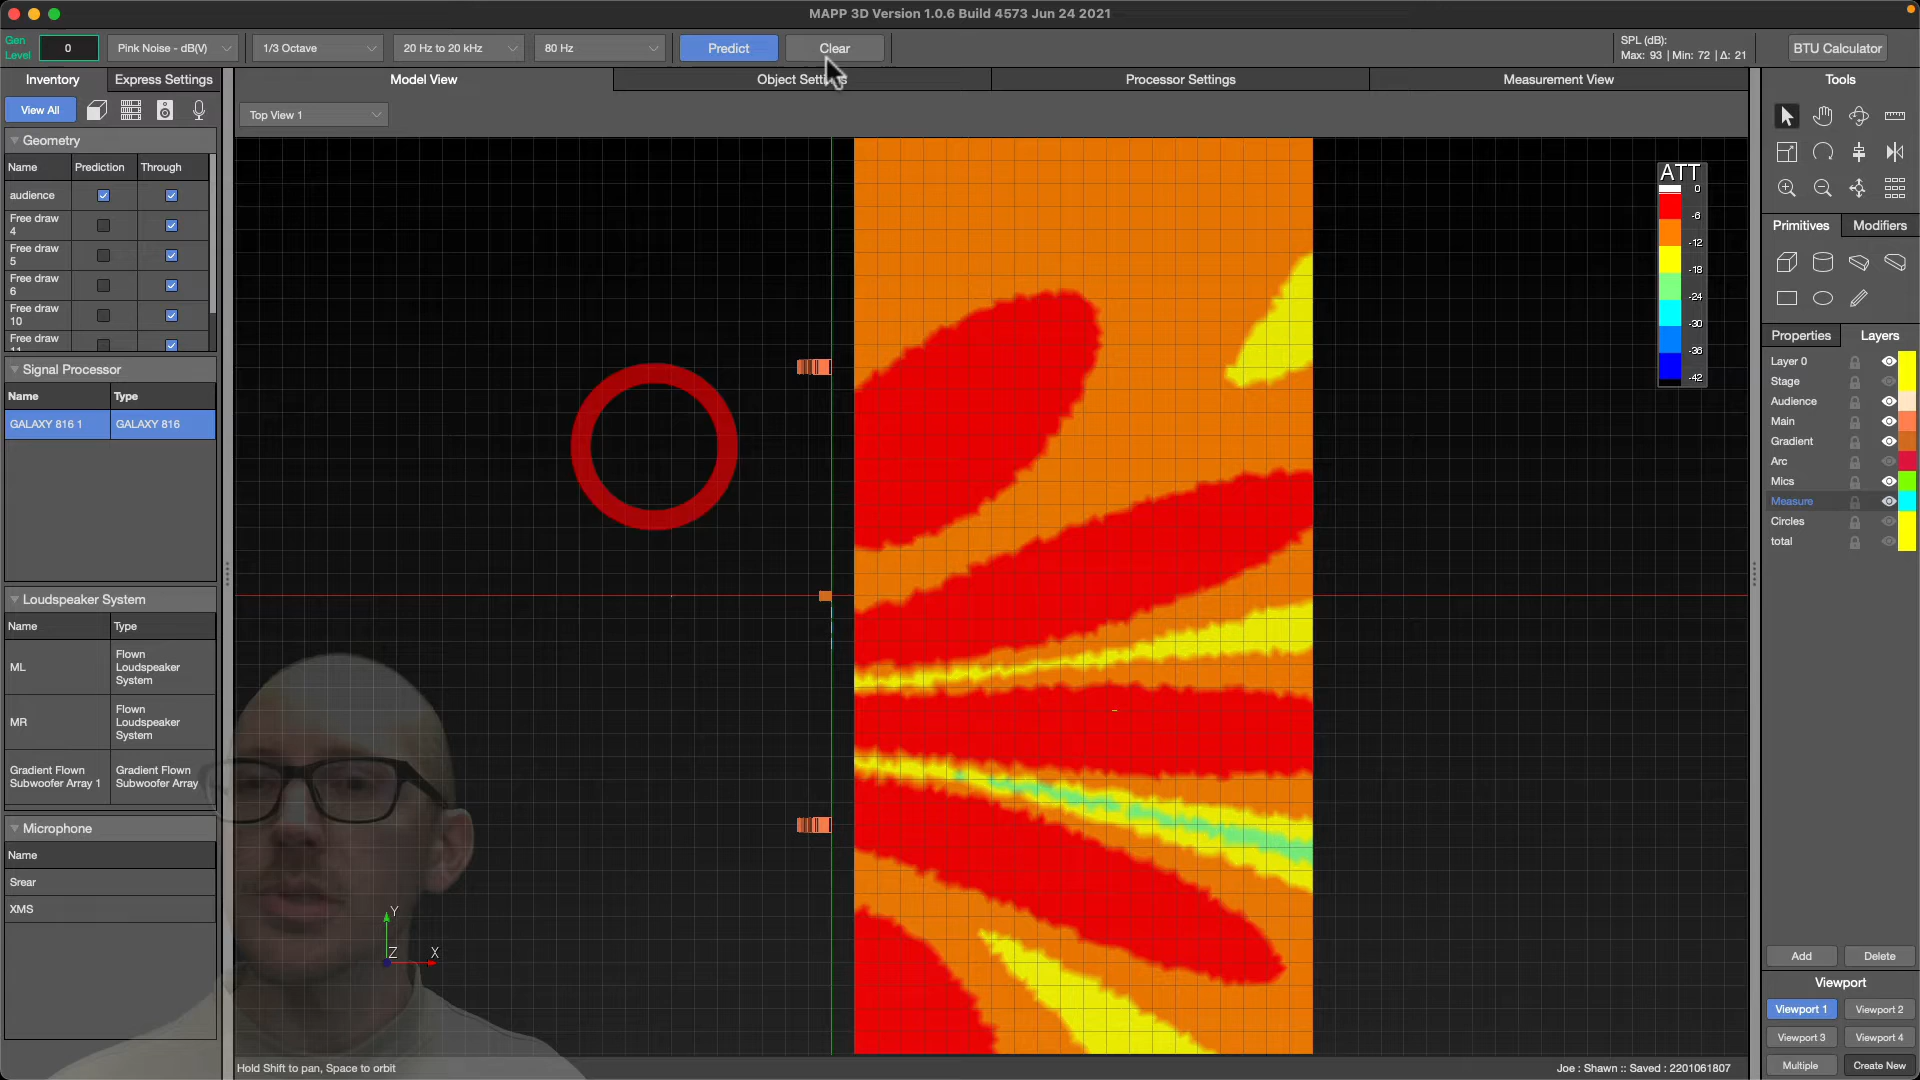 MAPP 3D Version 1.0.6 Build 4573 Jun 24 2021
Gen Level 0 Pink Noise - dB(V) 1/3 Octave 20 Hz to 20 kHz 80 Hz Predict Clear
SPL (dB):
Max: 93 | Min: 72 | Δ: 21
BTU Calculator
Inventory Express Settings
Model View
Processor Settings
Measurement View
Tools
View All
Top View 1
Geometry
Name Prediction Through
audience
Free draw 4
Free draw 5
Free draw 6
Free draw 10
Free draw
Signal Processor
Name Type
GALAXY 816 1 GALAXY 816
Loudspeaker System
Name Type
ML Flown Loudspeaker System
MR Flown Loudspeaker System
Gradient Flown Subwoofer Array 1 Gradient Flown Subwoofer Array
Microphone
Name
Srear
XMS
Y
Z X
Hold Shift to pan, Space to orbit
ATT
0
-6
-12
-18
-24
-30
-36
-42
Primitives Modifiers
Properties Layers
Layer 0
Stage
Audience
Main
Gradient
Arc
Mics
Measure
Circles
total
Add Delete
Viewport
Viewport 1 Viewport 2
Viewport 3 Viewport 4
Multiple Create New
Joe : Shawn :: Saved : 2201061807